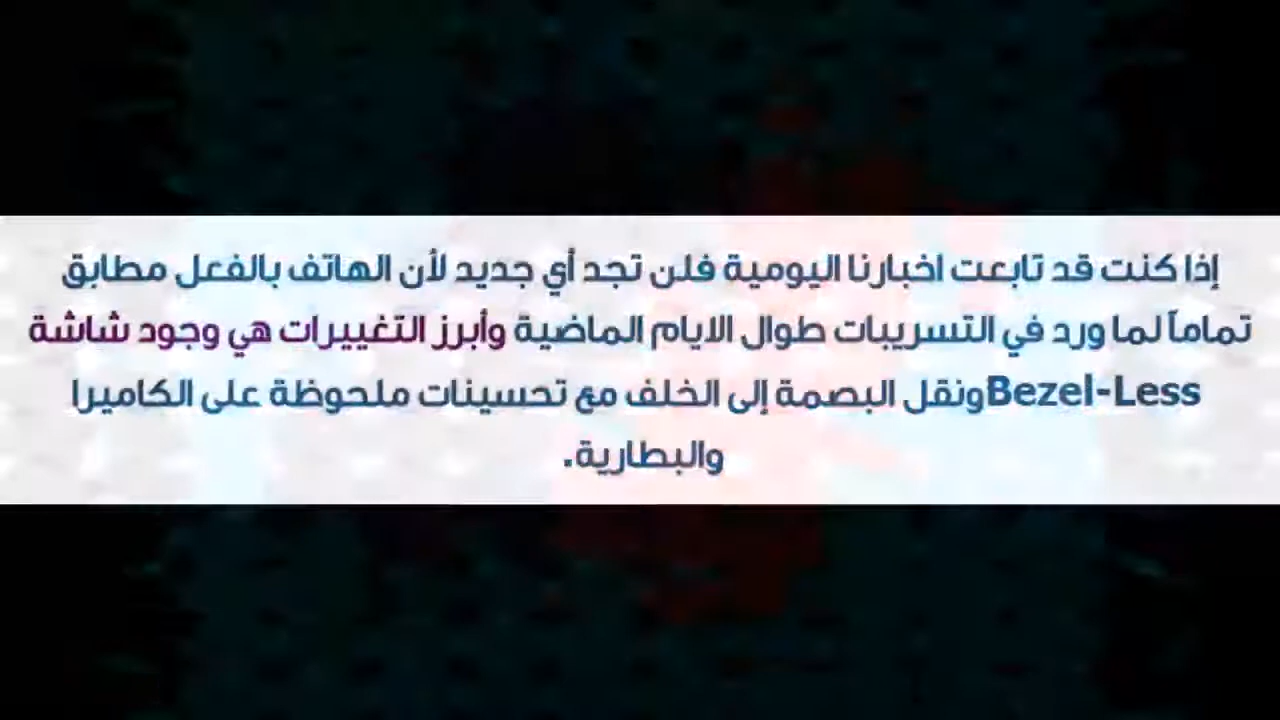 إذا كنت قد تابعت اخبارنا اليومية فلن تجد أي جديد لأن الهاتف بالفعل مطابق
تماماً لما ورد في التسريبات طوال الايام الماضية وأبرز التغييرات هي وجود شاشة
Bezel-Lessونقل البصمة إلى الخلف مع تحسينات ملحوظة على الكاميرا
والبطارية.